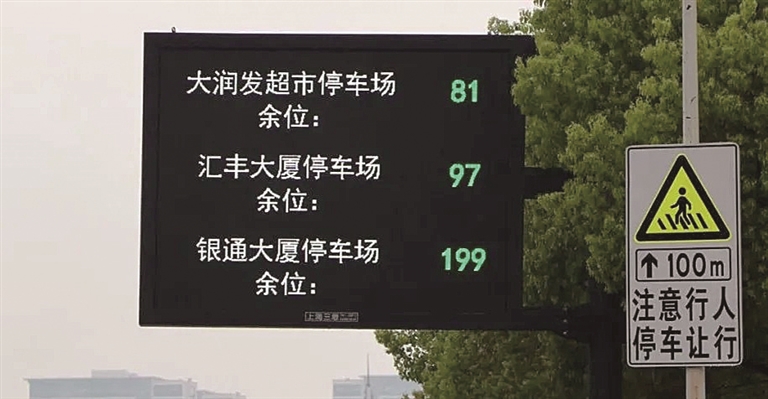 大润发超市停车场 81
余位：
汇丰大厦停车场 97
余位：
银通大厦停车场 199
余位：
↑100m
注意行人
停车让行